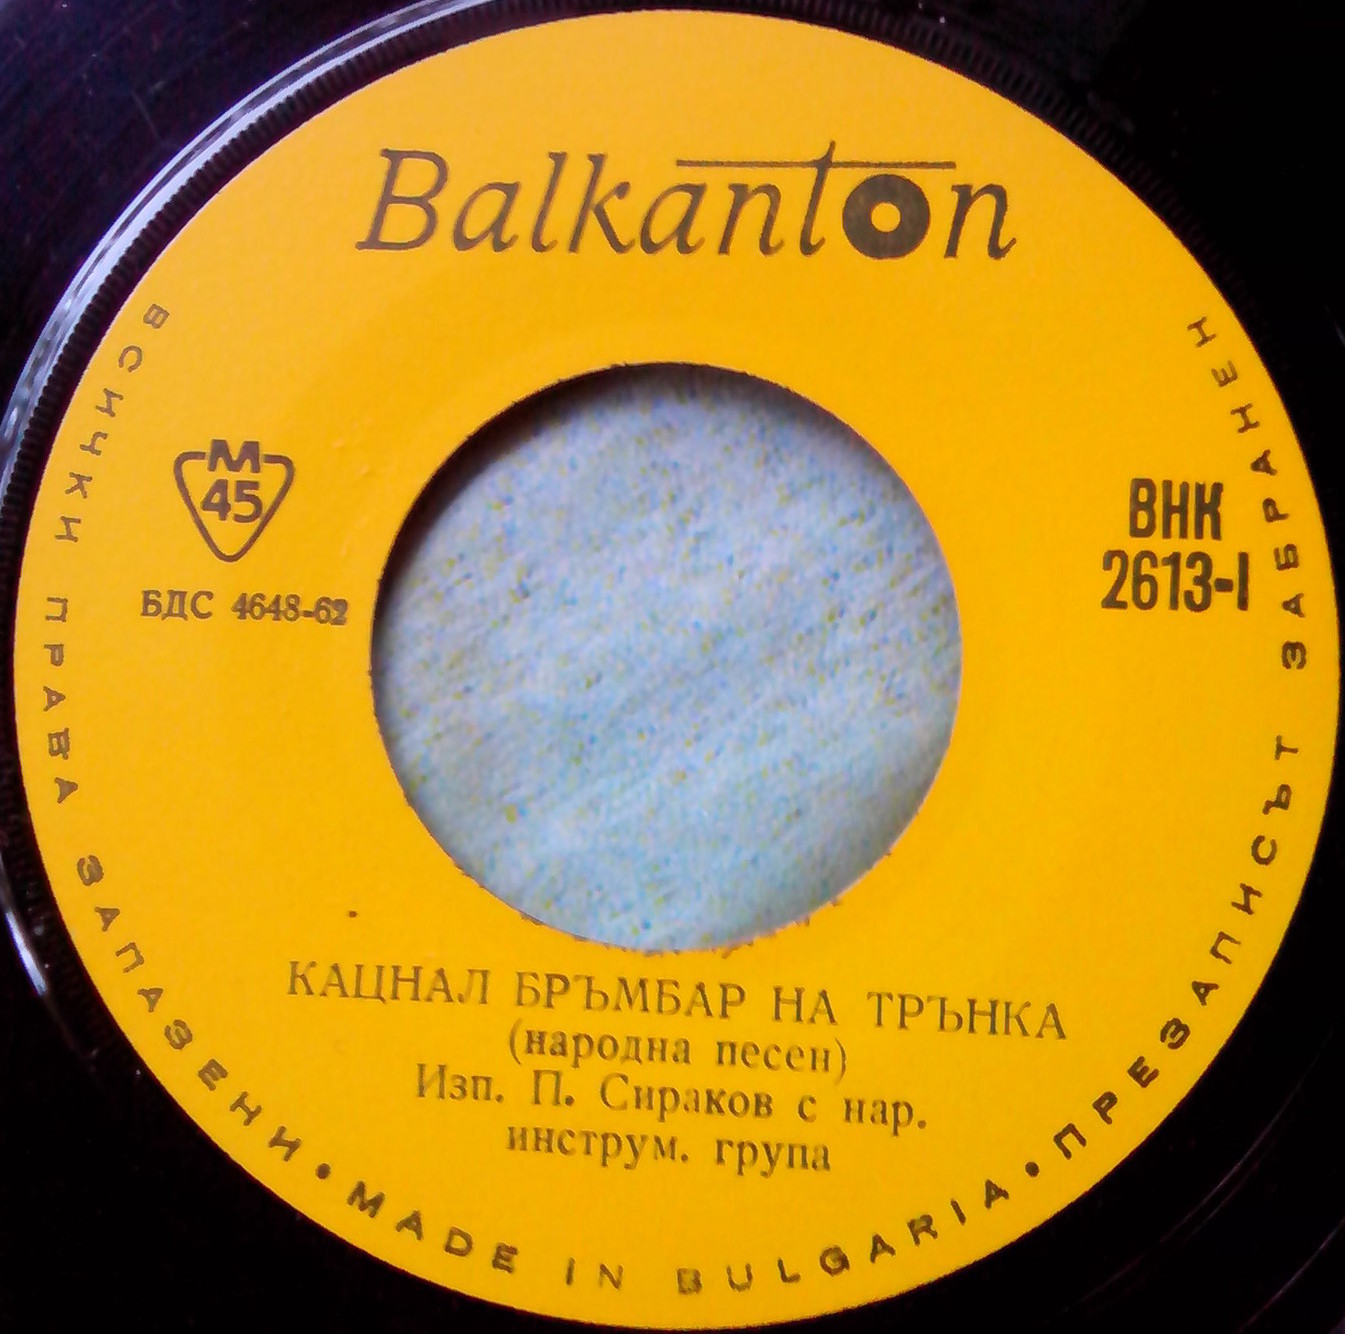 Balkanton
М
45
БДС 4648-62
ВНК
2613-I
КАЦНАЛ БРЪМБАР НА ТРЪНКА
(народна песен)
Изп. П. Сираков с нар.
инструм. група
ВСИЧКИ ПРАВА ЗАПАЗЕНИ • MADE IN BULGARIA • ПРЕЗАПИСЪТ ЗАБРАНЕН